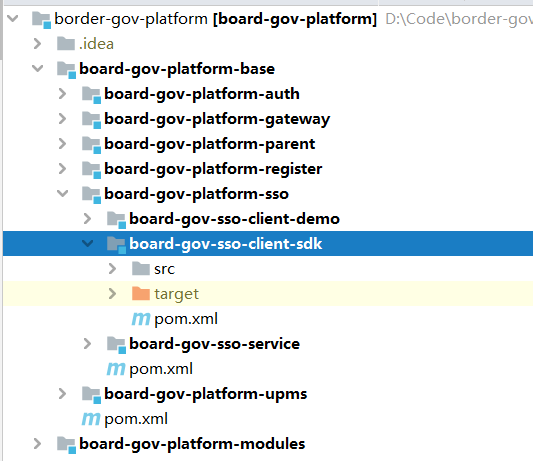 border-gov-platform [board-gov-platform] D:\Code\border-gov
.idea
board-gov-platform-base
board-gov-platform-auth
board-gov-platform-gateway
board-gov-platform-parent
board-gov-platform-register
board-gov-platform-sso
board-gov-sso-client-demo
board-gov-sso-client-sdk
src
target
m pom.xml
board-gov-sso-service
m pom.xml
board-gov-platform-upms
m pom.xml
board-gov-platform-modules